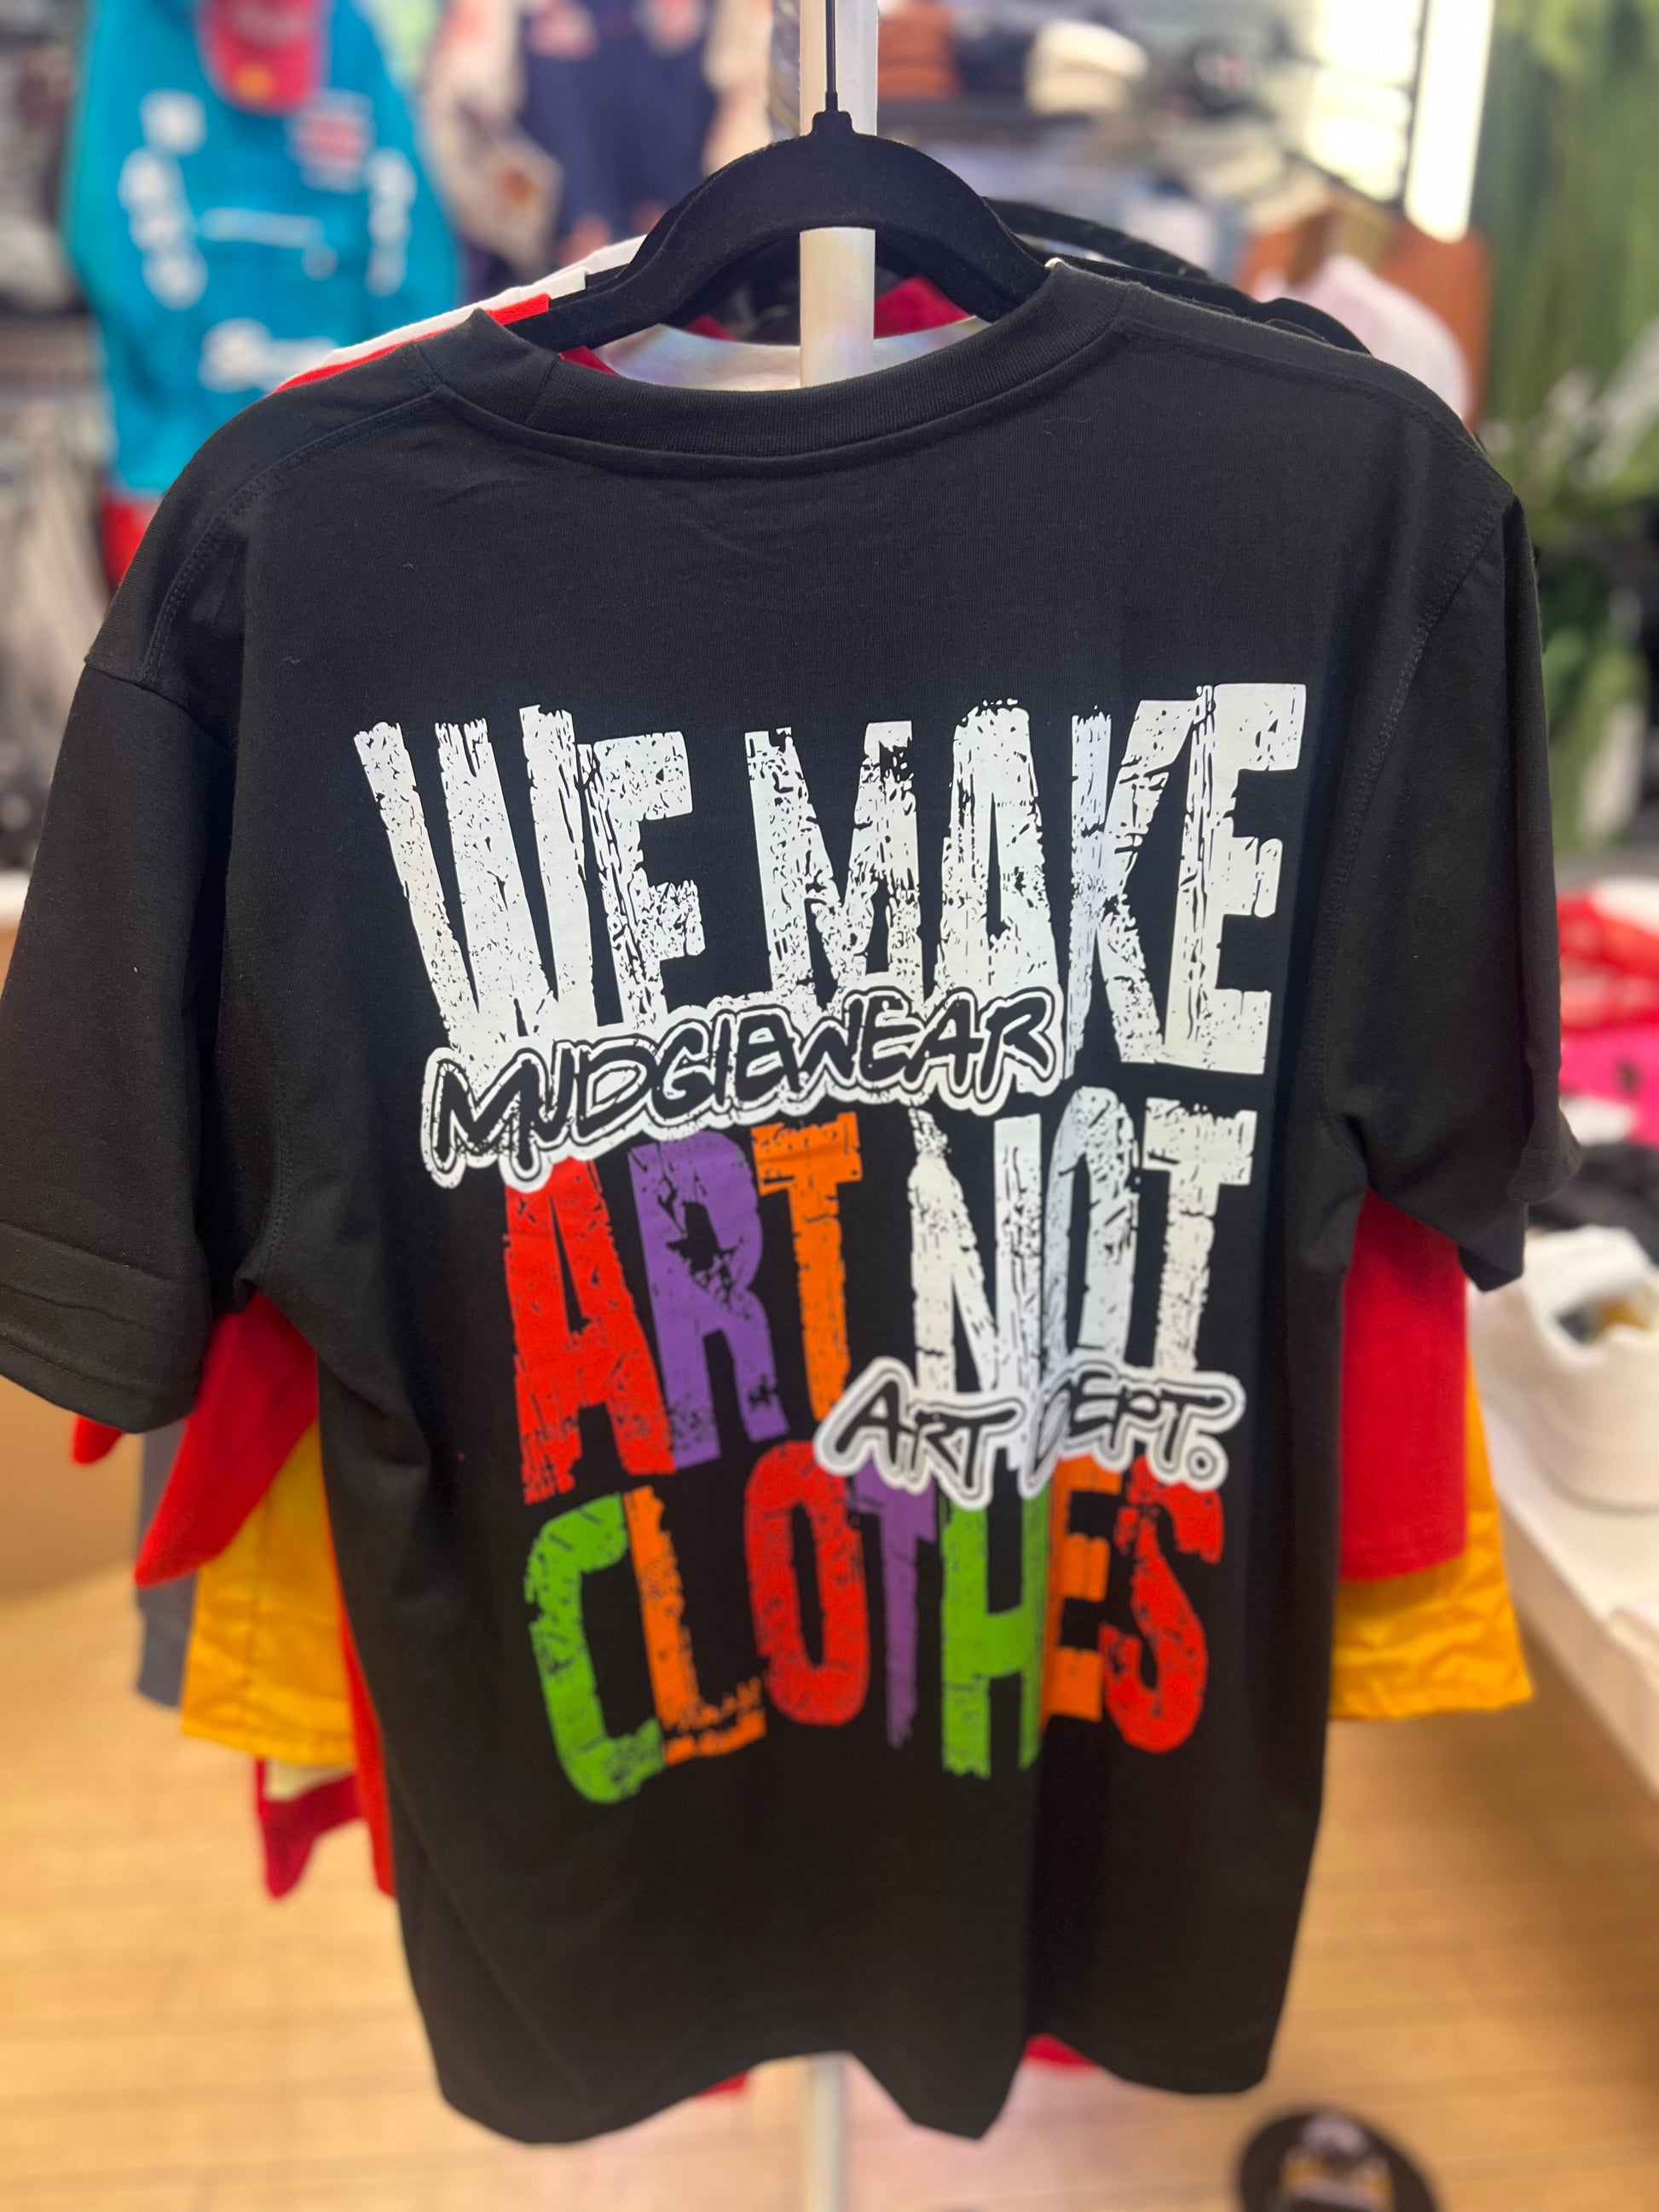 WE MAKE
MUDGIEWEAR
ART NOT
ART DEPT.
CLOTHES